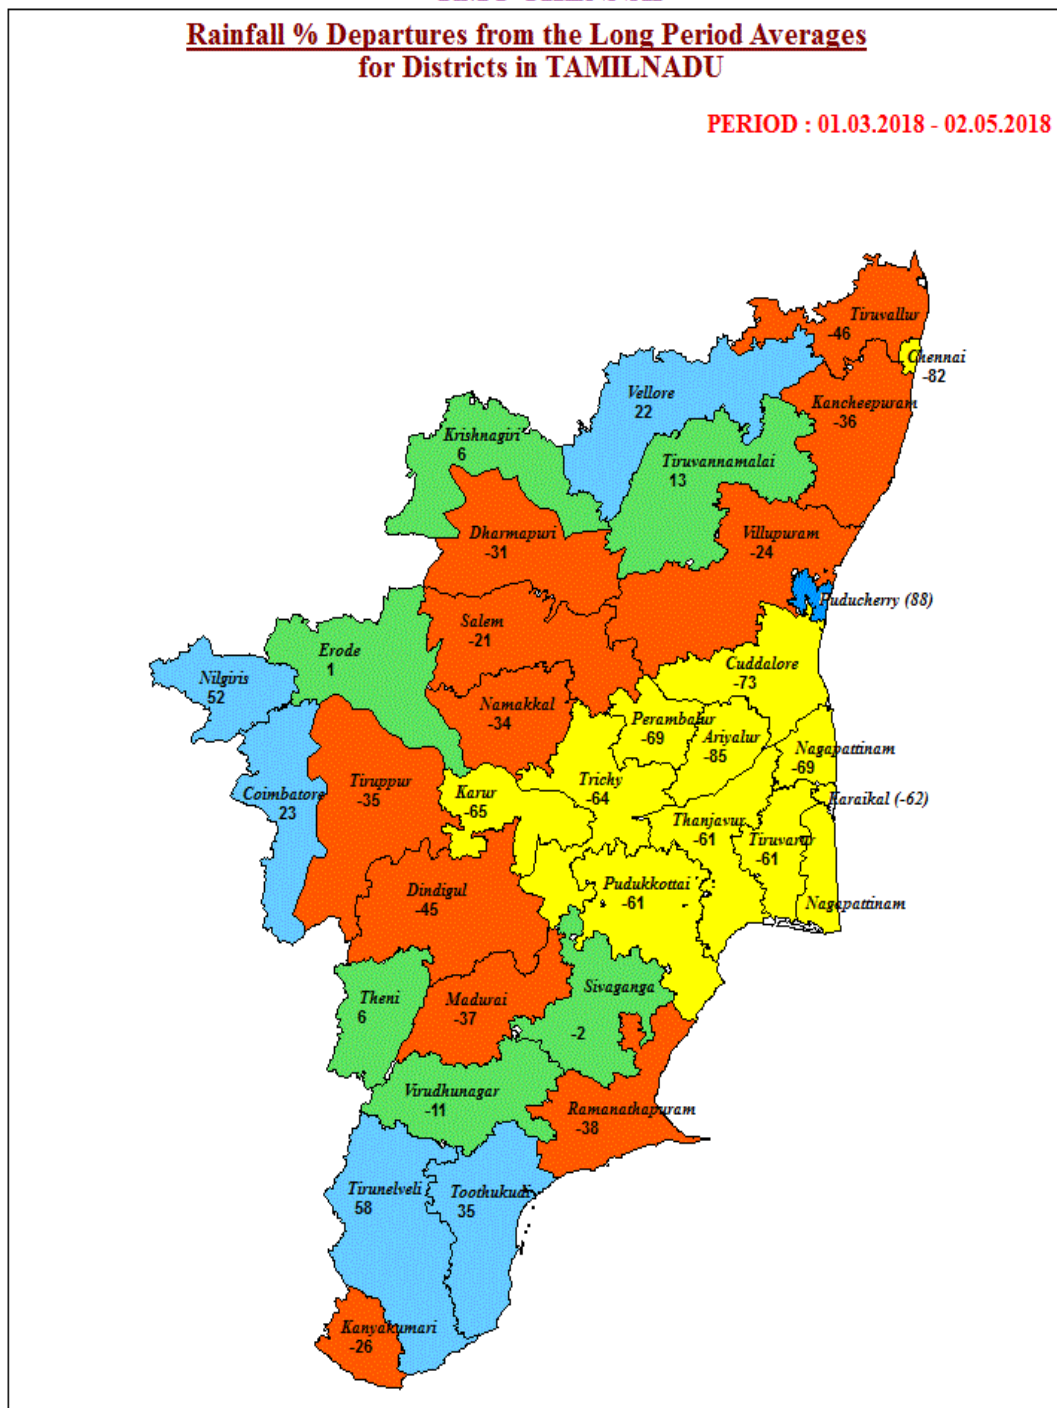 Rainfall % Departures from the Long Period Averages
for Districts in TAMILNADU
PERIOD : 01.03.2018 - 02.05.2018
Tiruvallur
-46
Chennai
-82
Vellore
22
Kancheepuram
-36
Krishnagiri
6
Tiruvannamalai
13
Dharmapuri
-31
Villupuram
-24
Puducherry (88)
Salem
-21
Erode
1
Nilgiris
52
Cuddalore
-73
Namakkal
-34
Perambalur
-69
Ariyalur
-85
Nagapattinam
-69
Tiruppur
-35
Trichy
-64
Coimbatore
23
Karur
-65
Karaikal (-62)
Thanjavur
-61
Tiruvarur
-61
Dindigul
-45
Pudukkottai
-61
Nagapattinam
Sivaganga
-2
Theni
6
Madurai
-37
Virudhunagar
-11
Ramanathapuram
-38
Tirunelveli
58
Toothukudi
35
Kanyakumari
-26